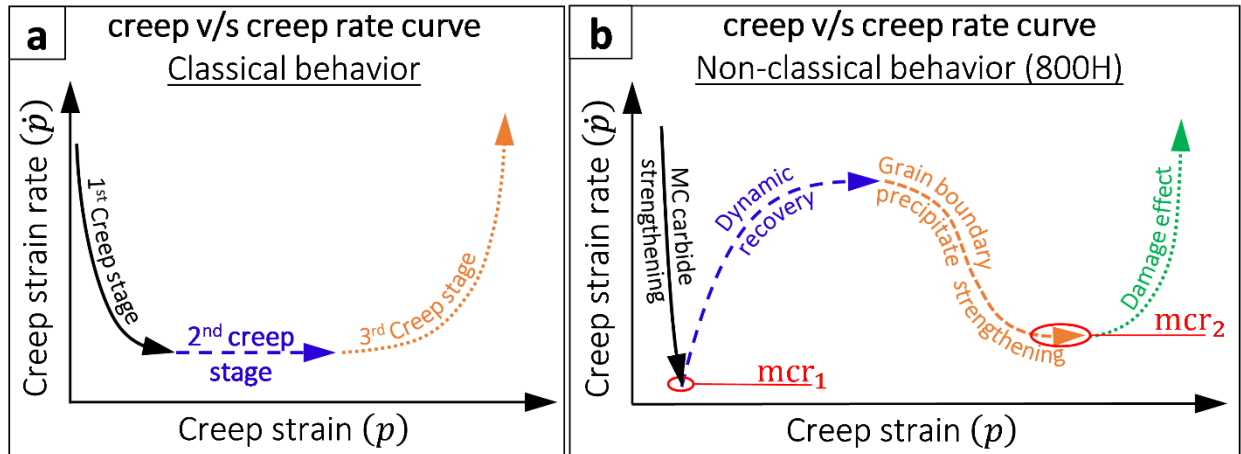 a
creep v/s creep rate curve
Classical behavior
Creep strain rate (ṗ)
1st Creep stage
2nd creep
stage
3rd Creep stage
Creep strain (p)
b
creep v/s creep rate curve
Non-classical behavior (800H)
Creep strain rate (ṗ)
MC carbide
strengthening
Dynamic
recovery
Grain boundary
precipitate strengthening
Damage effect
mcr₁
mcr₂
Creep strain (p)